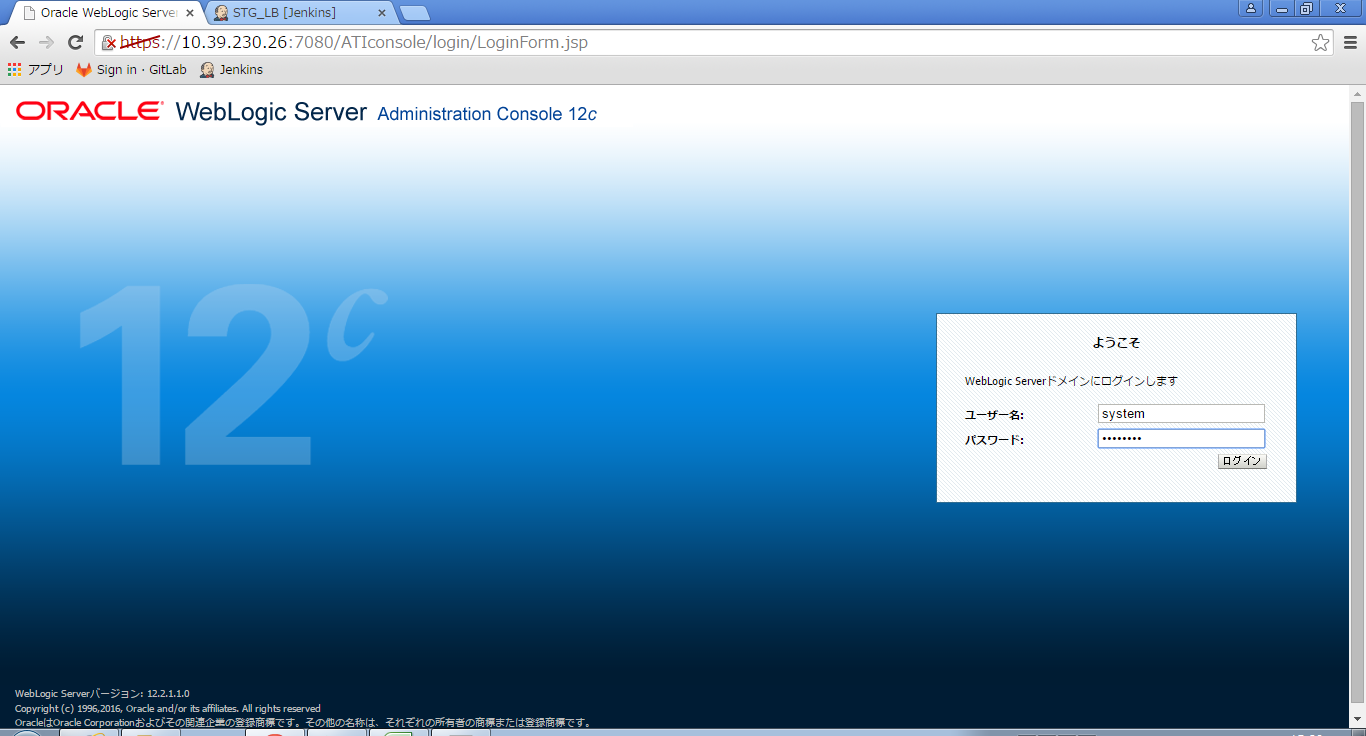 Oracle WebLogic Server
STG_LB [Jenkins]
https://10.39.230.26:7080/ATIconsole/login/LoginForm.jsp
アプリ Sign in · GitLab Jenkins
ORACLE WebLogic Server Administration Console 12c
12c
ようこそ
WebLogic Serverドメインにログインします
ユーザー名: system
パスワード: ••••••••
ログイン
WebLogic Serverバージョン: 12.2.1.1.0
Copyright (c) 1996,2016, Oracle and/or its affiliates. All rights reserved
OracleはOracle Corporationおよびその関連企業の登録商標です。その他の名称は、それぞれの所有者の商標または登録商標です。